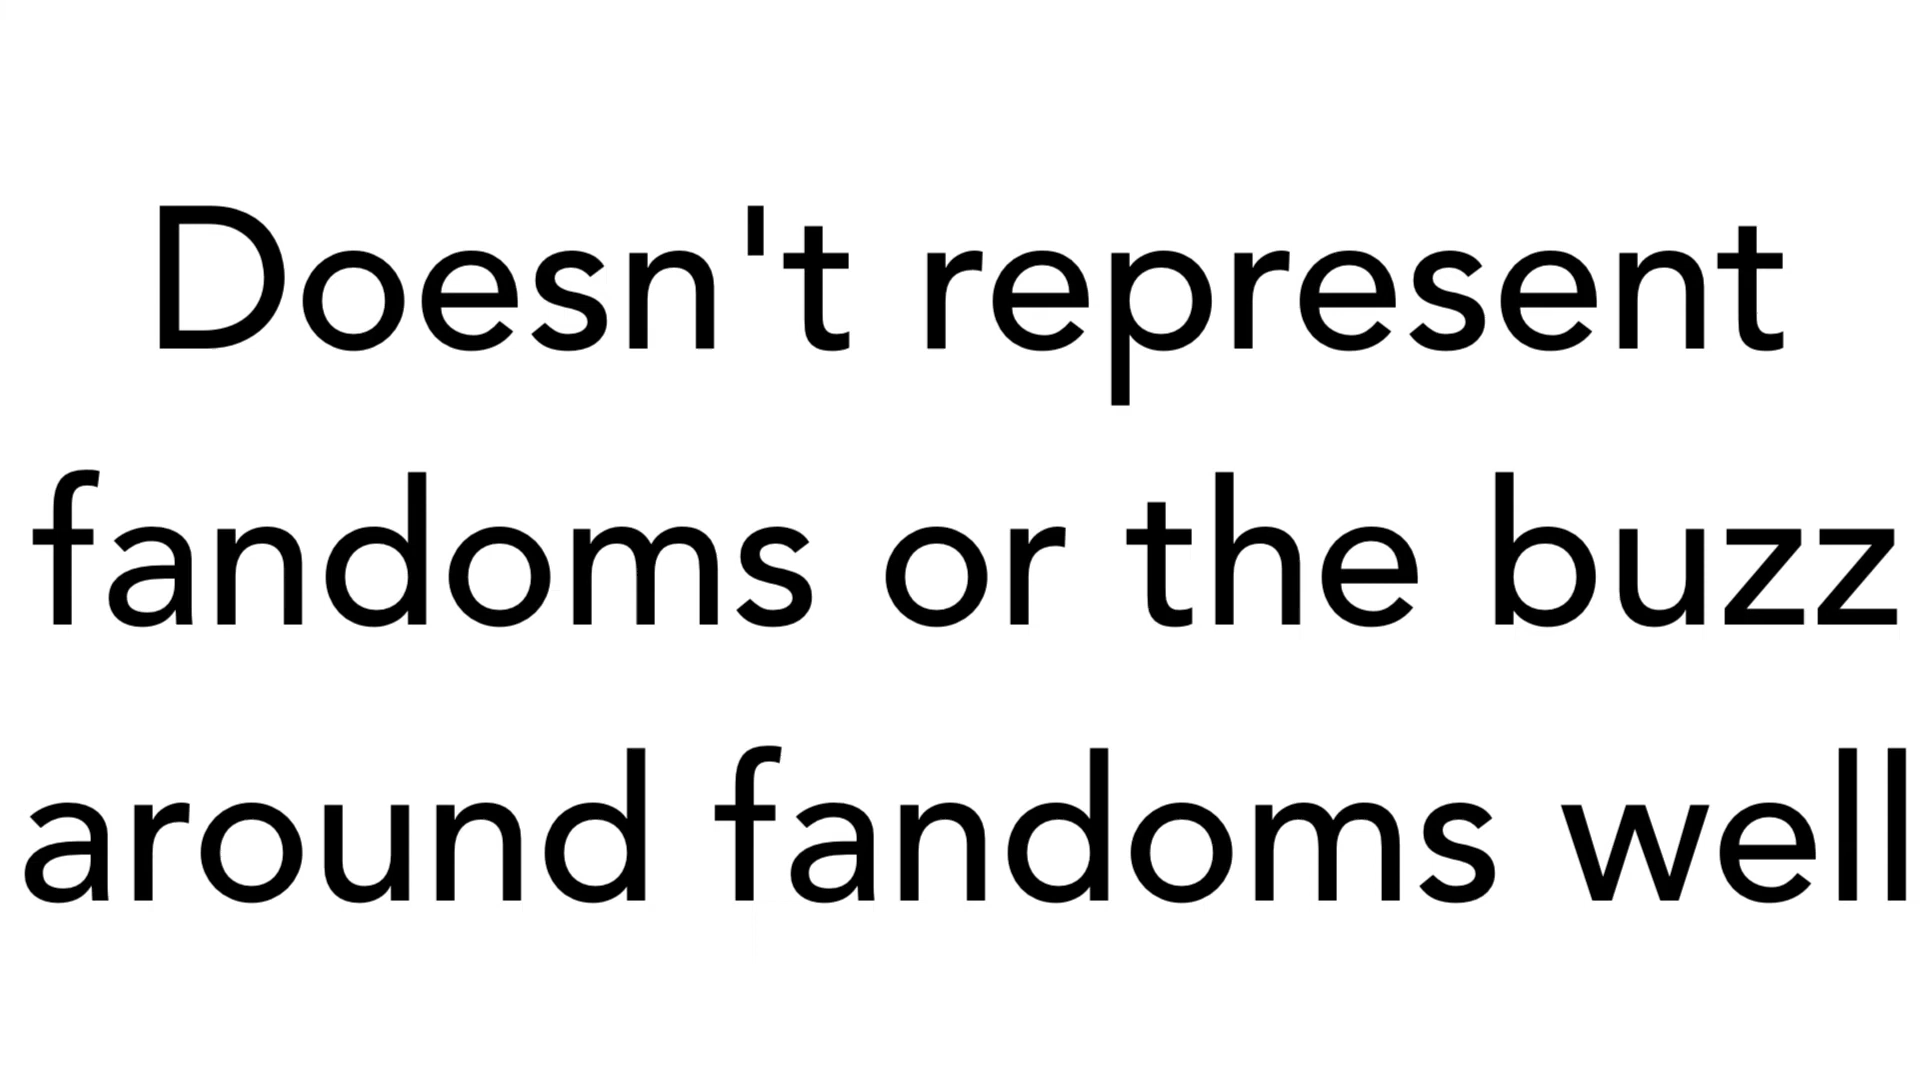 Doesn't represent
fandoms or the buzz
around fandoms well